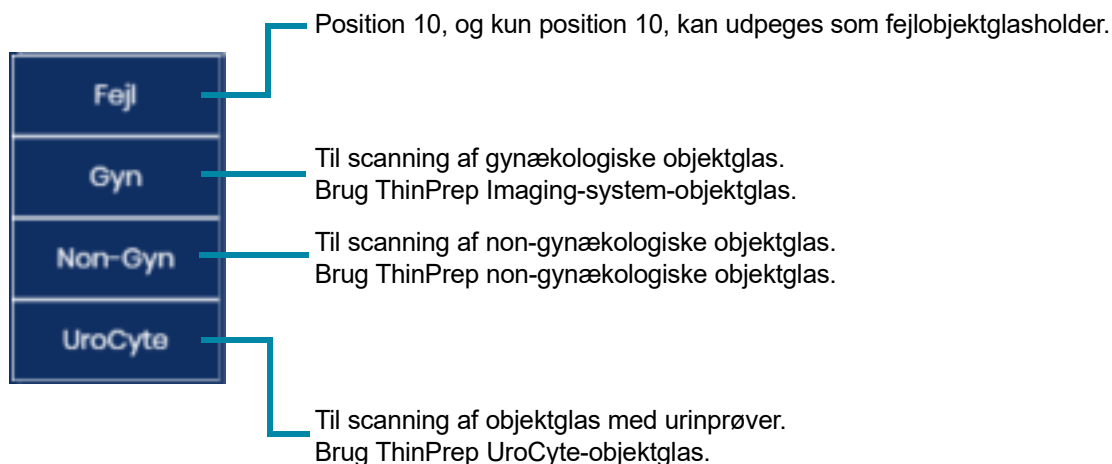 Position 10, og kun position 10, kan udpeges som fejlobjektglasholder.
Fejl
Gyn
Til scanning af gynækologiske objektglas.
Brug ThinPrep Imaging-system-objektglas.
Non-Gyn
Til scanning af non-gynækologiske objektglas.
Brug ThinPrep non-gynækologiske objektglas.
UroCyte
Til scanning af objektglas med urinprøver.
Brug ThinPrep UroCyte-objektglas.